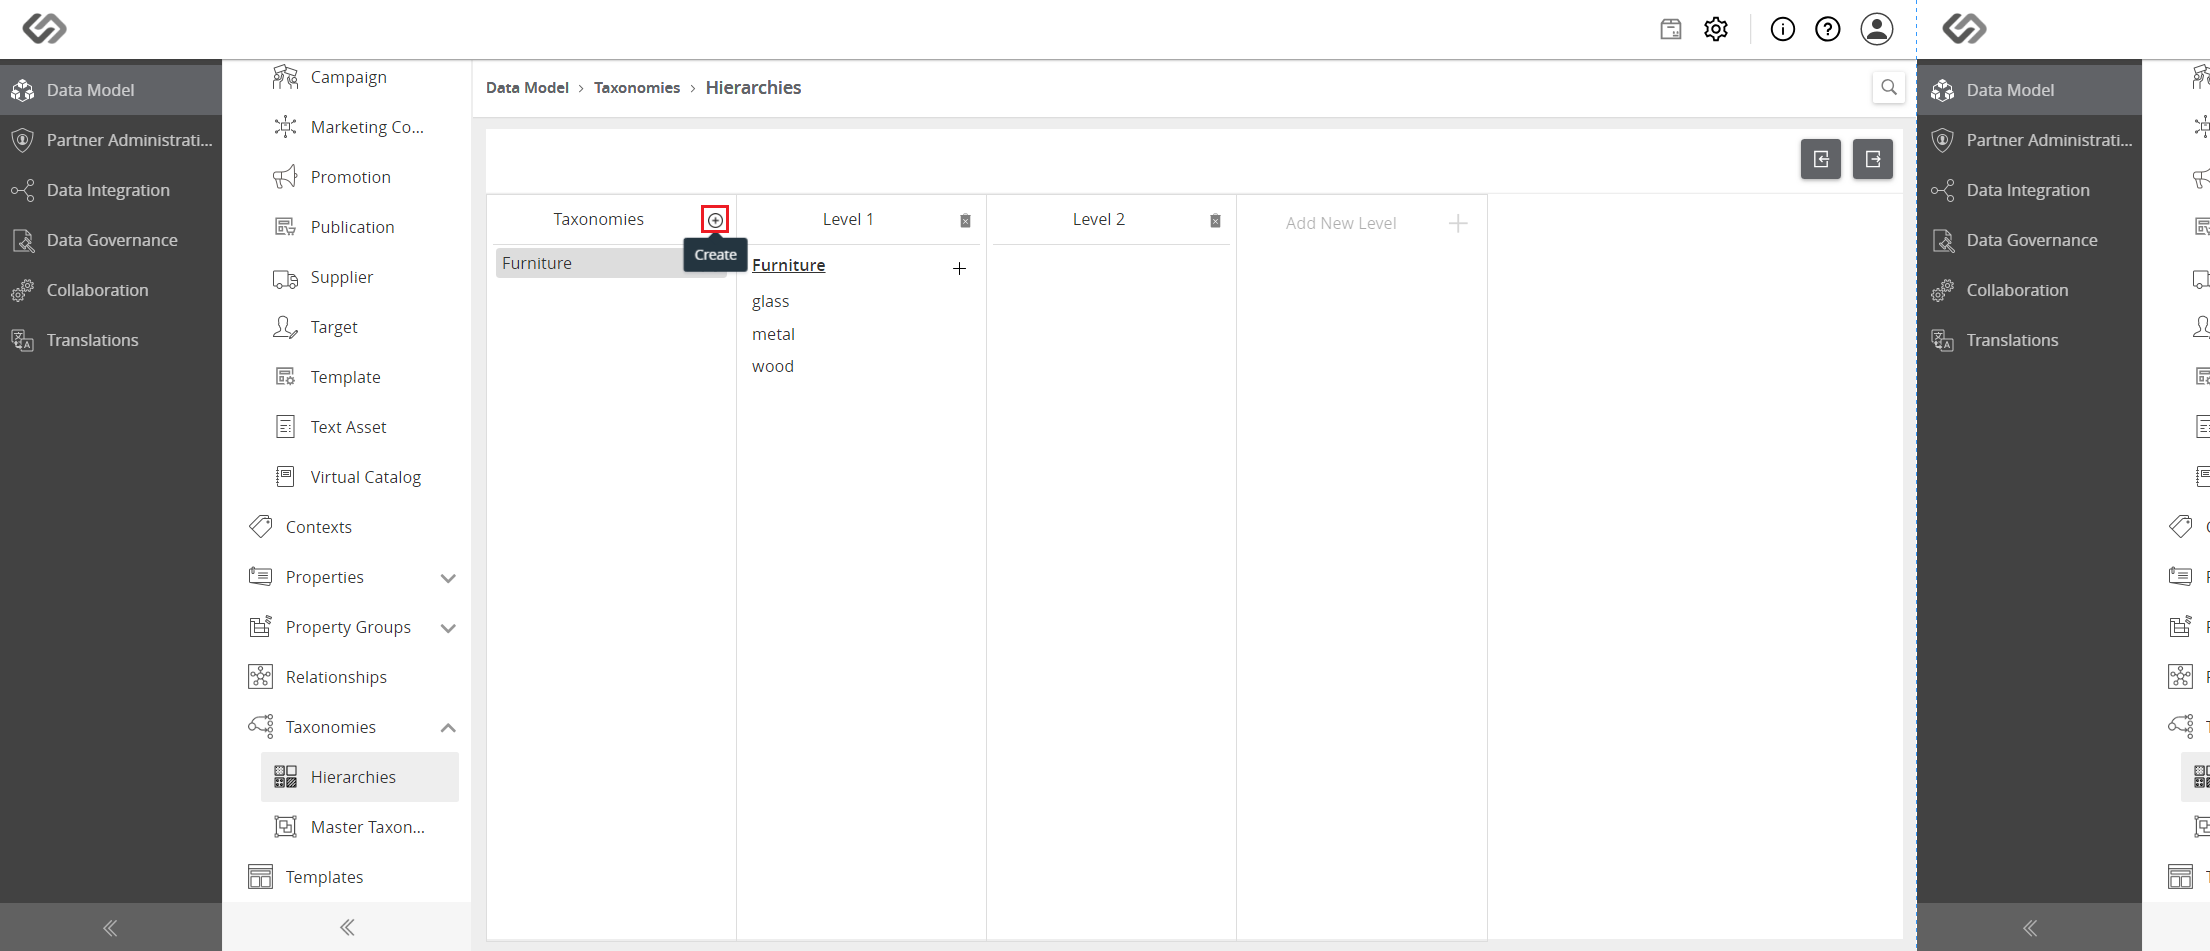 Data Model
Partner Administrati...
Data Integration
Data Governance
Collaboration
Translations
Campaign
Marketing Co...
Promotion
Publication
Supplier
Target
Template
Text Asset
Virtual Catalog
Contexts
Properties
Property Groups
Relationships
Taxonomies
Hierarchies
Master Taxon...
Templates
Data Model › Taxonomies › Hierarchies
Taxonomies
Create
Furniture
Level 1
Furniture
glass
metal
wood
Level 2
Add New Level
Data Model
Partner Administrati...
Data Integration
Data Governance
Collaboration
Translations